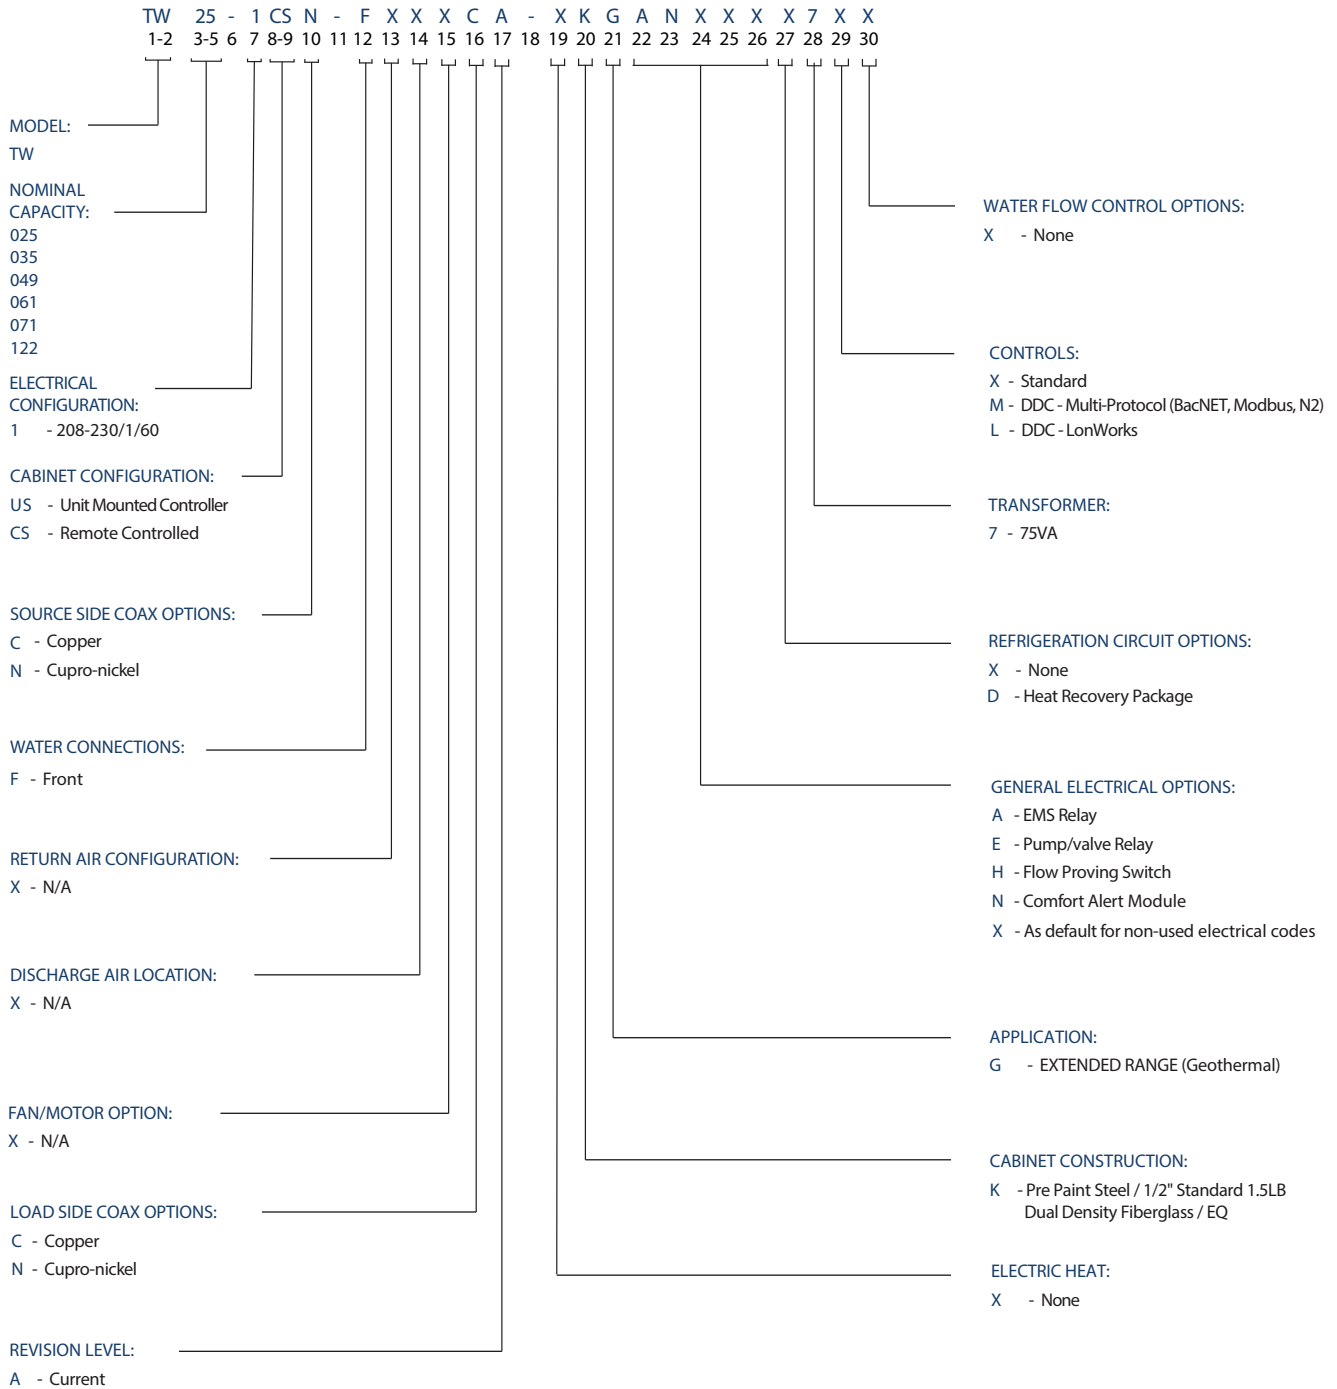 TW 25 - 1 CS N - F X X X C A - X K G A N X X X X 7 X X
1-2 3-5 6 7 8-9 10 11 12 13 14 15 16 17 18 19 20 21 22 23 24 25 26 27 28 29 30
MODEL:
TW
NOMINAL
CAPACITY:
025
035
049
061
071
122
ELECTRICAL
CONFIGURATION:
1 - 208-230/1/60
CABINET CONFIGURATION:
US - Unit Mounted Controller
CS - Remote Controlled
SOURCE SIDE COAX OPTIONS:
C - Copper
N - Cupro-nickel
WATER CONNECTIONS:
F - Front
RETURN AIR CONFIGURATION:
X - N/A
DISCHARGE AIR LOCATION:
X - N/A
FAN/MOTOR OPTION:
X - N/A
LOAD SIDE COAX OPTIONS:
C - Copper
N - Cupro-nickel
REVISION LEVEL:
A - Current
WATER FLOW CONTROL OPTIONS:
X - None
CONTROLS:
X - Standard
M - DDC - Multi-Protocol (BacNET, Modbus, N2)
L - DDC - LonWorks
TRANSFORMER:
7 - 75VA
REFRIGERATION CIRCUIT OPTIONS:
X - None
D - Heat Recovery Package
GENERAL ELECTRICAL OPTIONS:
A - EMS Relay
E - Pump/valve Relay
H - Flow Proving Switch
N - Comfort Alert Module
X - As default for non-used electrical codes
APPLICATION:
G - EXTENDED RANGE (Geothermal)
CABINET CONSTRUCTION:
K - Pre Paint Steel / 1/2" Standard 1.5LB
Dual Density Fiberglass / EQ
ELECTRIC HEAT:
X - None